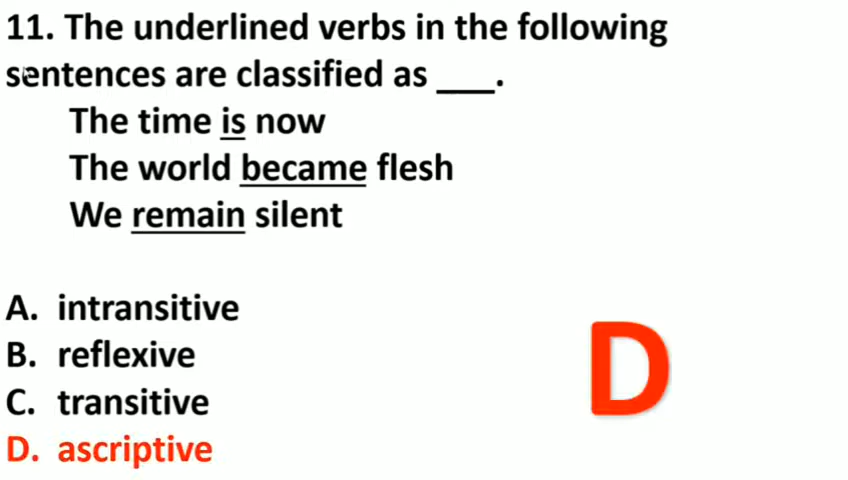 11. The underlined verbs in the following
sentences are classified as ___.
The time is now
The world became flesh
We remain silent
A. intransitive
B. reflexive
C. transitive
D. ascriptive
D